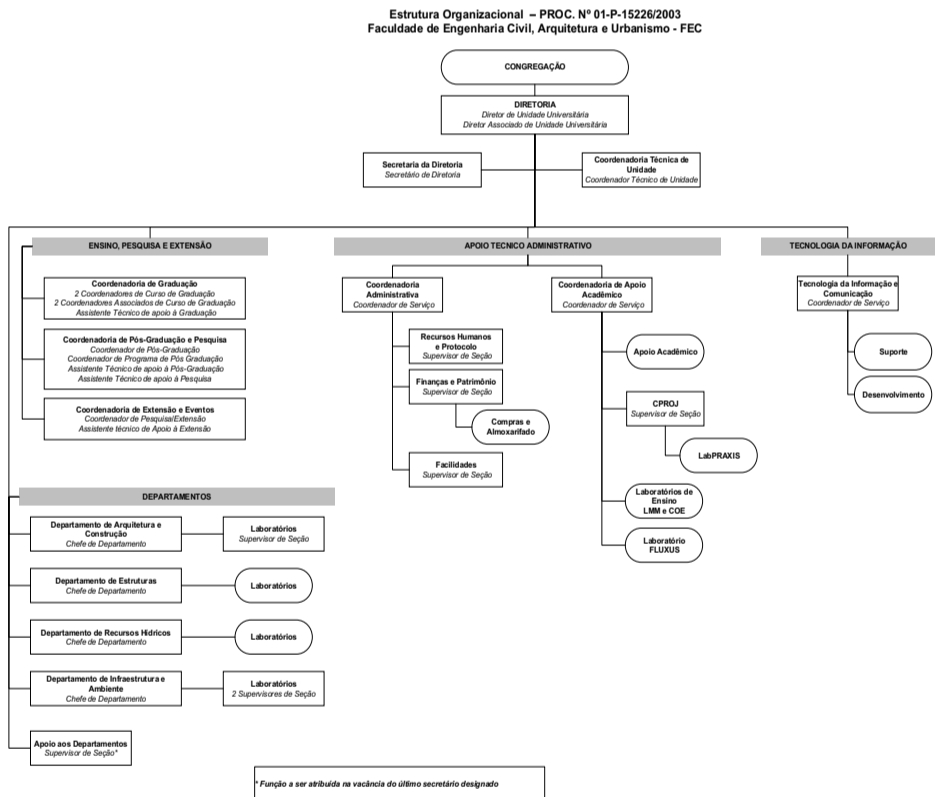 Estrutura Organizacional – PROC. Nº 01-P-15226/2003
Faculdade de Engenharia Civil, Arquitetura e Urbanismo - FEC
CONGREGAÇÃO
DIRETORIA
Diretor de Unidade Universitária
Diretor Associado de Unidade Universitária
Secretaria da Diretoria
Secretário de Diretoria
Coordenadoria Técnica de
Unidade
Coordenador Técnico de Unidade
ENSINO, PESQUISA E EXTENSÃO
Coordenadoria de Graduação
2 Coordenadores de Curso de Graduação
2 Coordenadores Associados de Curso de Graduação
Assistente Técnico de apoio à Graduação
Coordenadoria de Pós-Graduação e Pesquisa
Coordenador de Pós-Graduação
Coordenador de Programa de Pós Graduação
Assistente Técnico de apoio à Pós-Graduação
Assistente Técnico de apoio à Pesquisa
Coordenadoria de Extensão e Eventos
Coordenador de Pesquisa/Extensão
Assistente técnico de Apoio à Extensão
APOIO TECNICO ADMINISTRATIVO
Coordenadoria
Administrativa
Coordenador de Serviço
Recursos Humanos
e Protocolo
Supervisor de Seção
Finanças e Patrimônio
Supervisor de Seção
Compras e
Almoxarifado
Facilidades
Supervisor de Seção
Coordenadoria de Apoio
Acadêmico
Coordenador de Serviço
Apoio Acadêmico
CPROJ
Supervisor de Seção
LabPRAXIS
Laboratórios de
Ensino
LMM e COE
Laboratório
FLUXUS
TECNOLOGIA DA INFORMAÇÃO
Tecnologia da Informação e
Comunicação
Coordenador de Serviço
Suporte
Desenvolvimento
DEPARTAMENTOS
Departamento de Arquitetura e
Construção
Chefe de Departamento
Laboratórios
Supervisor de Seção
Departamento de Estruturas
Chefe de Departamento
Laboratórios
Departamento de Recursos Hídricos
Chefe de Departamento
Laboratórios
Departamento de Infraestrutura e
Ambiente
Chefe de Departamento
Laboratórios
2 Supervisores de Seção
Apoio aos Departamentos
Supervisor de Seção*
* Função a ser atribuída na vacância do último secretário designado